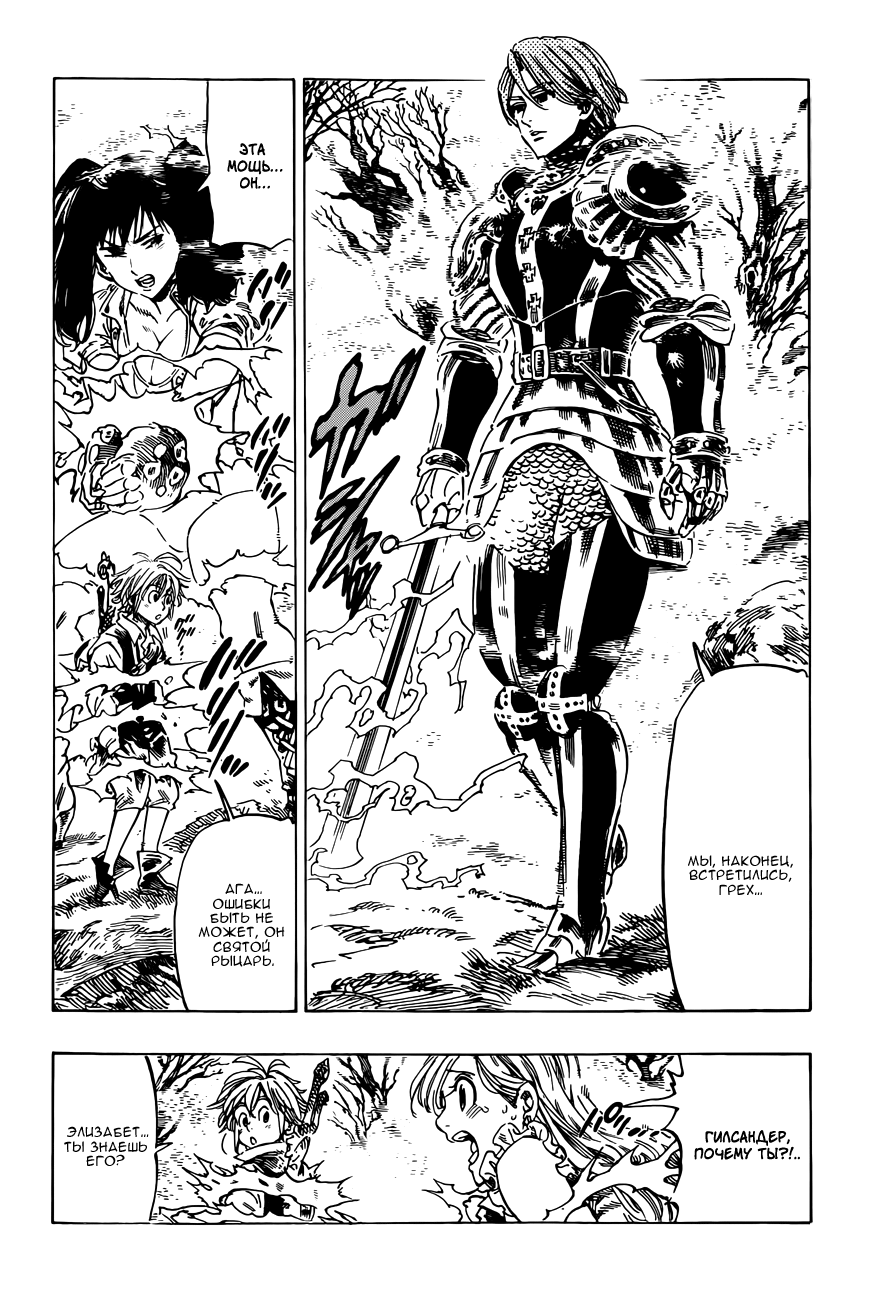 МЫ, НАКОНЕЦ,
ВСТРЕТИЛИСЬ,
ГРЕХ...
ЭТА
МОЩЬ...
ОН...
АГА...
ОШИБКИ
БЫТЬ НЕ
МОЖЕТ, ОН
СВЯТОЙ
РЫЦАРЬ.
ГИЛСАНДЕР,
ПОЧЕМУ ТЫ?!..
ЭЛИЗАБЕТ...
ТЫ ЗНАЕШЬ
ЕГО?